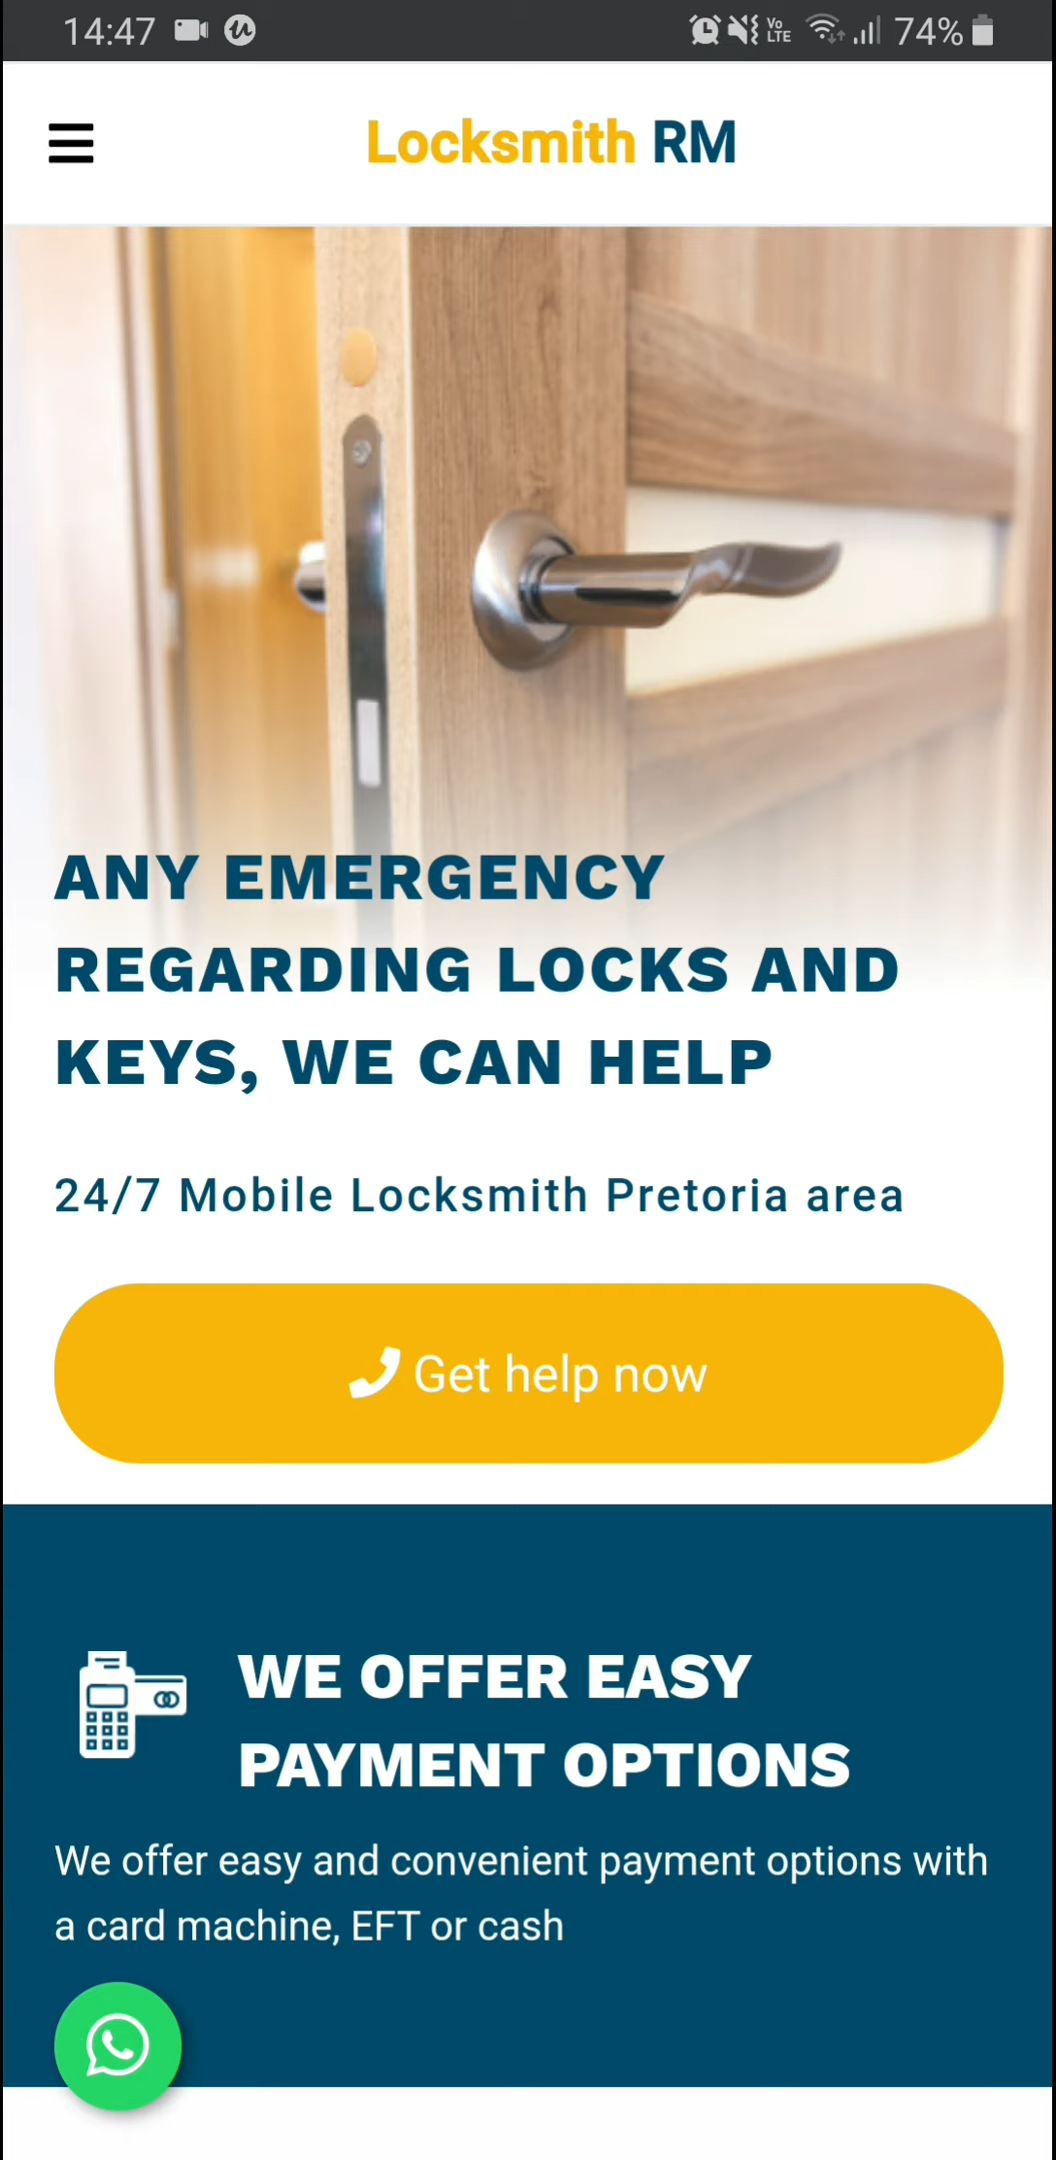 14:47 Vo LTE 74%
Locksmith RM
ANY EMERGENCY
REGARDING LOCKS AND
KEYS, WE CAN HELP
24/7 Mobile Locksmith Pretoria area
Get help now
WE OFFER EASY
PAYMENT OPTIONS
We offer easy and convenient payment options with
a card machine, EFT or cash